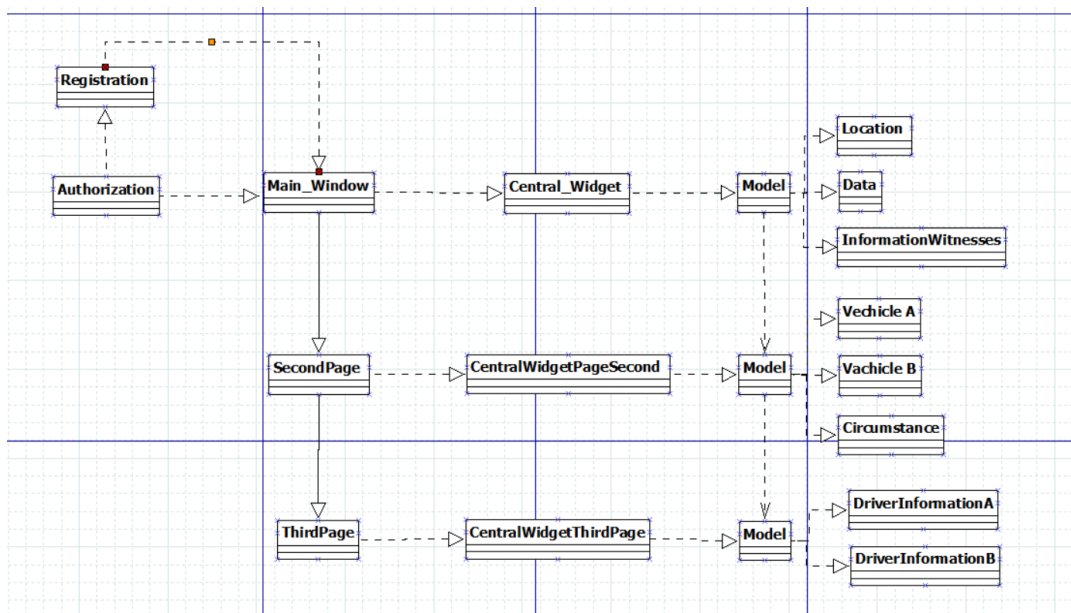 Registration
Location
Authorization
Main_Window
Central_Widget
Model
Data
InformationWitnesses
Vechicle A
SecondPage
CentralWidgetPageSecond
Model
Vachicle B
Circumstance
DriverInformationA
ThirdPage
CentralWidgetThirdPage
Model
DriverInformationB